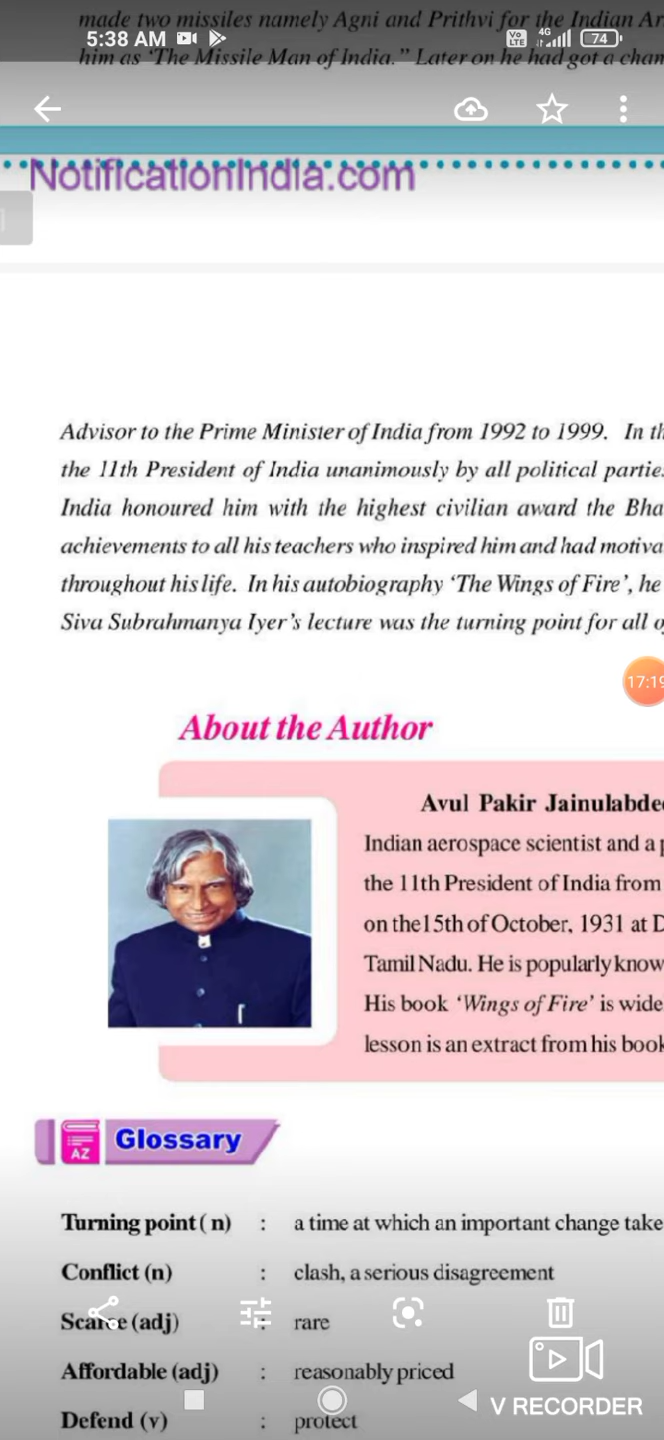 made two missiles namely Agni and Prithvi for the Indian Ar
5:38 AM Vo LTE 4G 74
him as 'The Missile Man of India." Later on he had got a chan
NotificationIndia.com
Advisor to the Prime Minister of India from 1992 to 1999. In th
the 11th President of India unanimously by all political parties
India honoured him with the highest civilian award the Bha
achievements to all his teachers who inspired him and had motiva
throughout his life. In his autobiography 'The Wings of Fire', he
Siva Subrahmanya Iyer's lecture was the turning point for all o
17:19
About the Author
Avul Pakir Jainulabdee
Indian aerospace scientist and a p
the 11th President of India from
on the15th of October, 1931 at D
Tamil Nadu. He is popularly know
His book 'Wings of Fire' is wide
lesson is an extract from his book
AZ Glossary
Turning point ( n) : a time at which an important change take
Conflict (n) : clash, a serious disagreement
Scarce (adj) : rare
Affordable (adj) : reasonably priced
V RECORDER
Defend (v) : protect